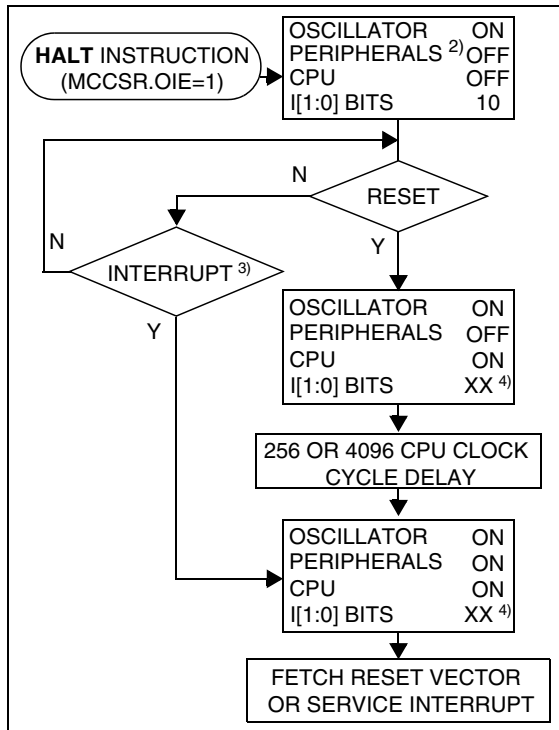 HALT INSTRUCTION
(MCCSR.OIE=1)
OSCILLATOR ON
PERIPHERALS 2) OFF
CPU OFF
I[1:0] BITS 10
N
RESET
Y
N
INTERRUPT 3)
Y
OSCILLATOR ON
PERIPHERALS OFF
CPU ON
I[1:0] BITS XX 4)
256 OR 4096 CPU CLOCK
CYCLE DELAY
OSCILLATOR ON
PERIPHERALS ON
CPU ON
I[1:0] BITS XX 4)
FETCH RESET VECTOR
OR SERVICE INTERRUPT